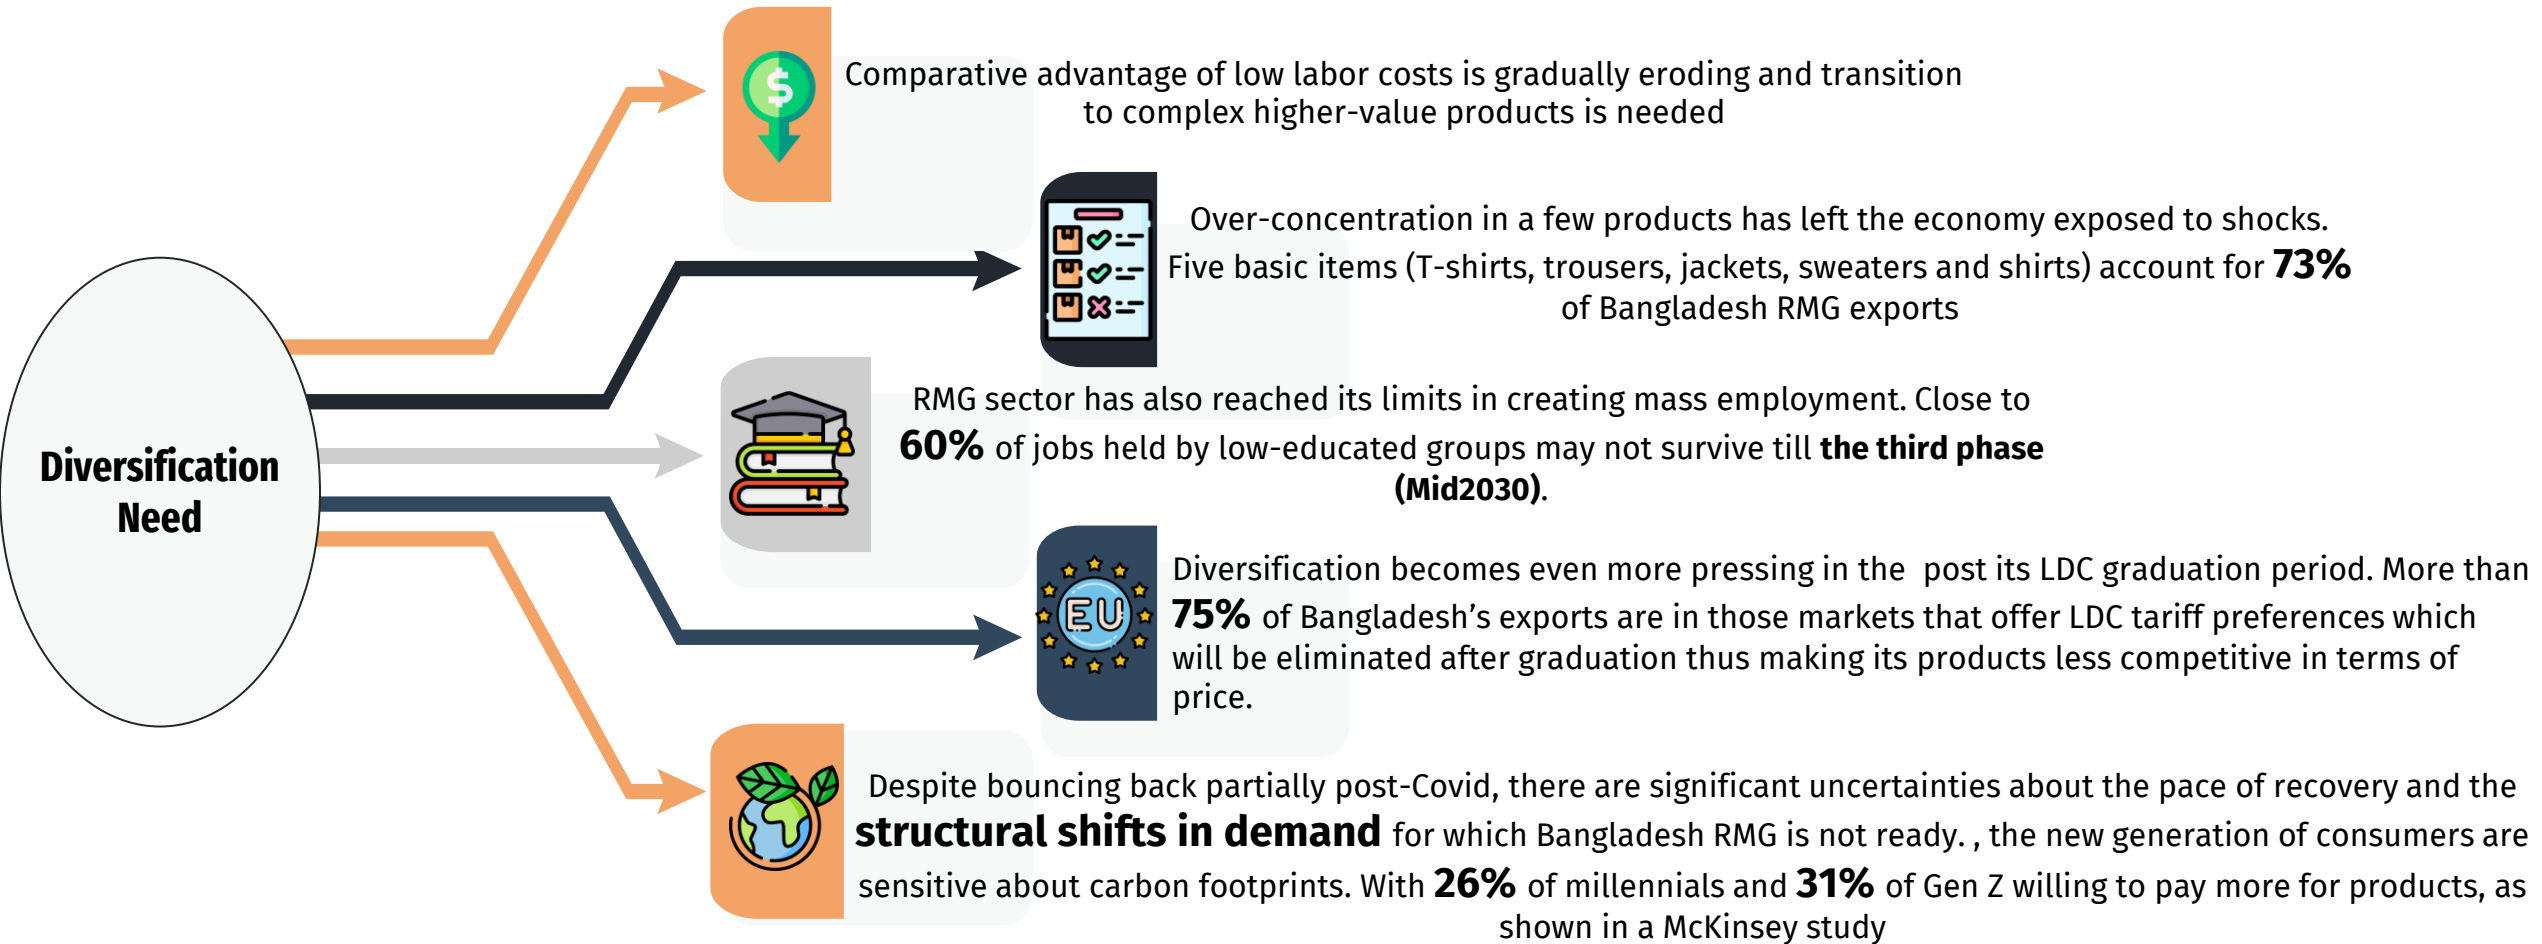 Comparative advantage of low labor costs is gradually eroding and transition
to complex higher-value products is needed
Over-concentration in a few products has left the economy exposed to shocks.
Five basic items (T-shirts, trousers, jackets, sweaters and shirts) account for 73%
of Bangladesh RMG exports
RMG sector has also reached its limits in creating mass employment. Close to
60% of jobs held by low-educated groups may not survive till the third phase
(Mid2030).
Diversification
Need
EU
Diversification becomes even more pressing in the  post its LDC graduation period. More than
75% of Bangladesh’s exports are in those markets that offer LDC tariff preferences which
will be eliminated after graduation thus making its products less competitive in terms of
price.
Despite bouncing back partially post-Covid, there are significant uncertainties about the pace of recovery and the
structural shifts in demand for which Bangladesh RMG is not ready. , the new generation of consumers are
sensitive about carbon footprints. With 26% of millennials and 31% of Gen Z willing to pay more for products, as
shown in a McKinsey study